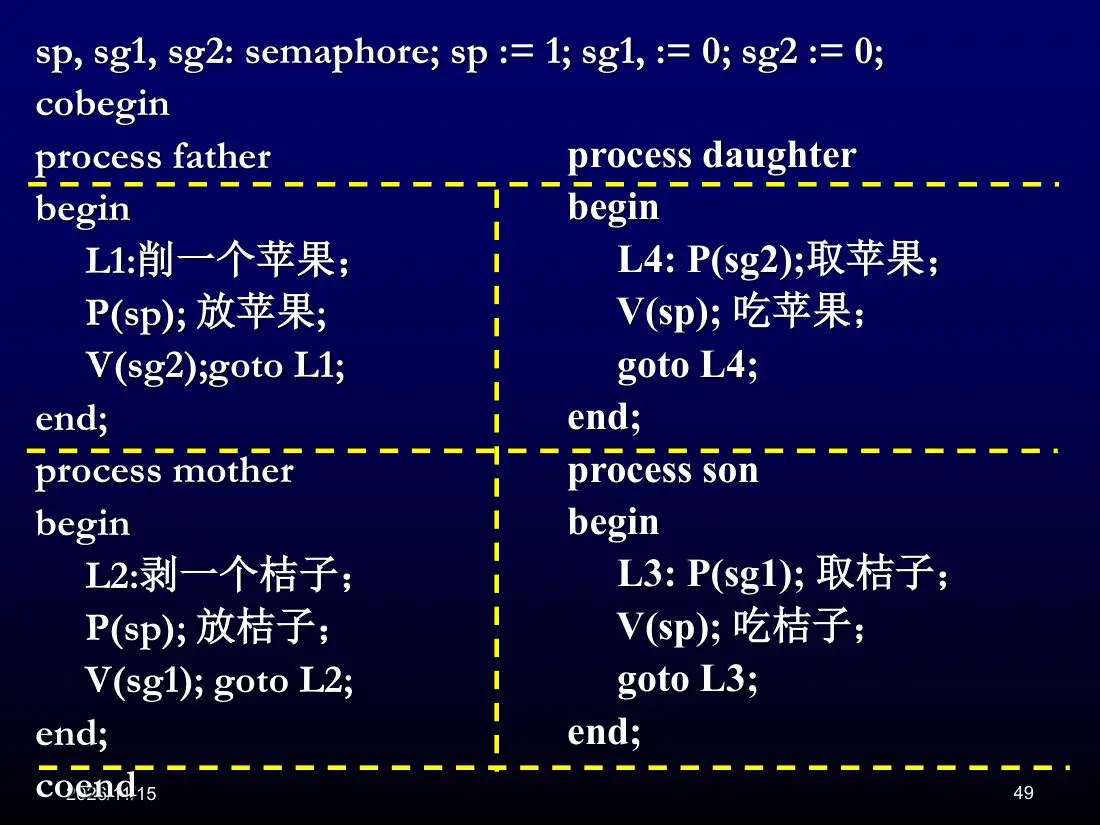 sp, sg1, sg2: semaphore; sp := 1; sg1, := 0; sg2 := 0;
cobegin
process father
begin
L1:削一个苹果；
P(sp); 放苹果;
V(sg2);goto L1;
end;
process daughter
begin
L4: P(sg2);取苹果；
V(sp); 吃苹果；
goto L4;
end;
process mother
begin
L2:剥一个桔子；
P(sp); 放桔子；
V(sg1); goto L2;
end;
process son
begin
L3: P(sg1); 取桔子；
V(sp); 吃桔子；
goto L3;
end;
coend
49